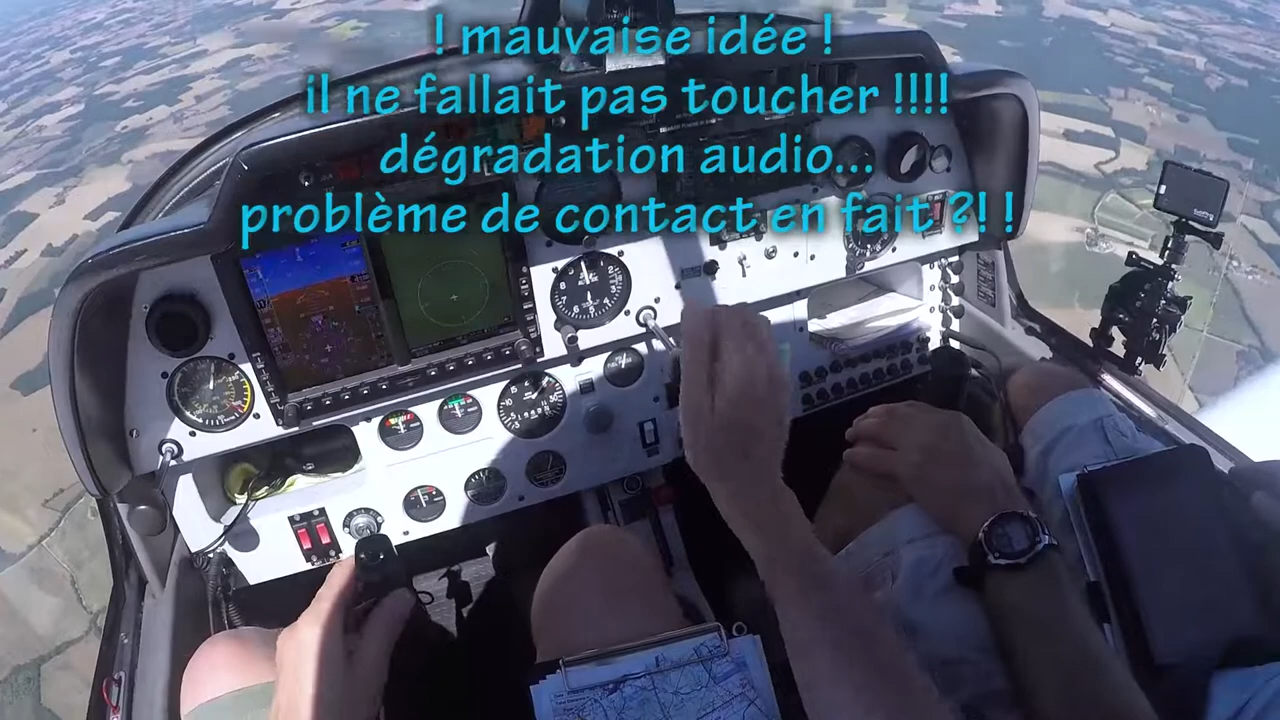 ! mauvaise idée !
il ne fallait pas toucher !!!!
dégradation audio...
problème de contact en fait ?! !